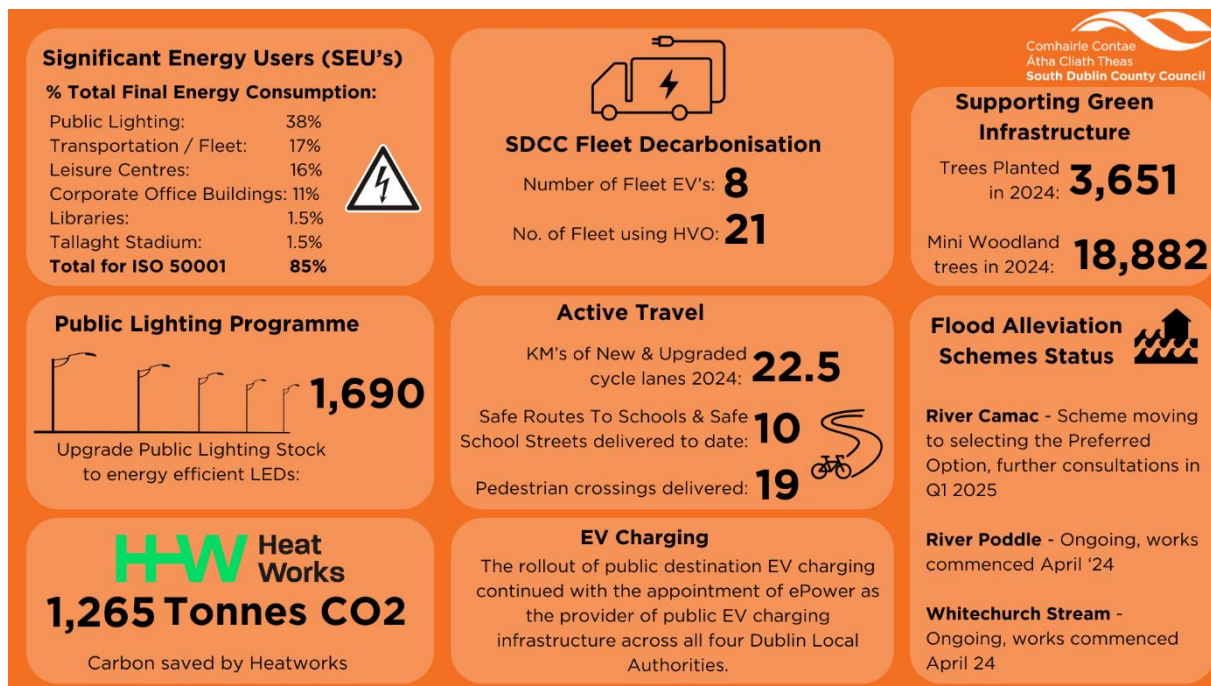 Significant Energy Users (SEU's)
% Total Final Energy Consumption:
Public Lighting: 38%
Transportation / Fleet: 17%
Leisure Centres: 16%
Corporate Office Buildings: 11%
Libraries: 1.5%
Tallaght Stadium: 1.5%
Total for ISO 50001 85%
SDCC Fleet Decarbonisation
Number of Fleet EV's: 8
No. of Fleet using HVO: 21
Comhairle Contae
Átha Cliath Theas
South Dublin County Council
Supporting Green
Infrastructure
Trees Planted
in 2024: 3,651
Mini Woodland
trees in 2024: 18,882
Public Lighting Programme
1,690
Upgrade Public Lighting Stock
to energy efficient LEDs:
Active Travel
KM's of New & Upgraded
cycle lanes 2024: 22.5
Safe Routes To Schools & Safe
School Streets delivered to date: 10
Pedestrian crossings delivered: 19
Flood Alleviation
Schemes Status
River Camac - Scheme moving
to selecting the Preferred
Option, further consultations in
Q1 2025
River Poddle - Ongoing, works
commenced April '24
Whitechurch Stream -
Ongoing, works commenced
April 24
HW Heat
Works
1,265 Tonnes CO2
Carbon saved by Heatworks
EV Charging
The rollout of public destination EV charging
continued with the appointment of ePower as
the provider of public EV charging
infrastructure across all four Dublin Local
Authorities.